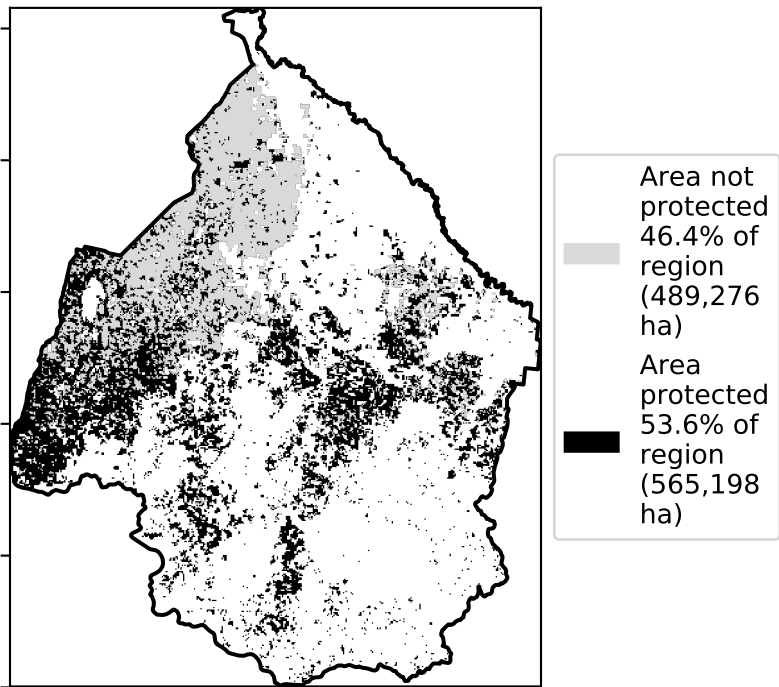 Area not
protected
46.4% of
region
(489,276
ha)
Area
protected
53.6% of
region
(565,198
ha)